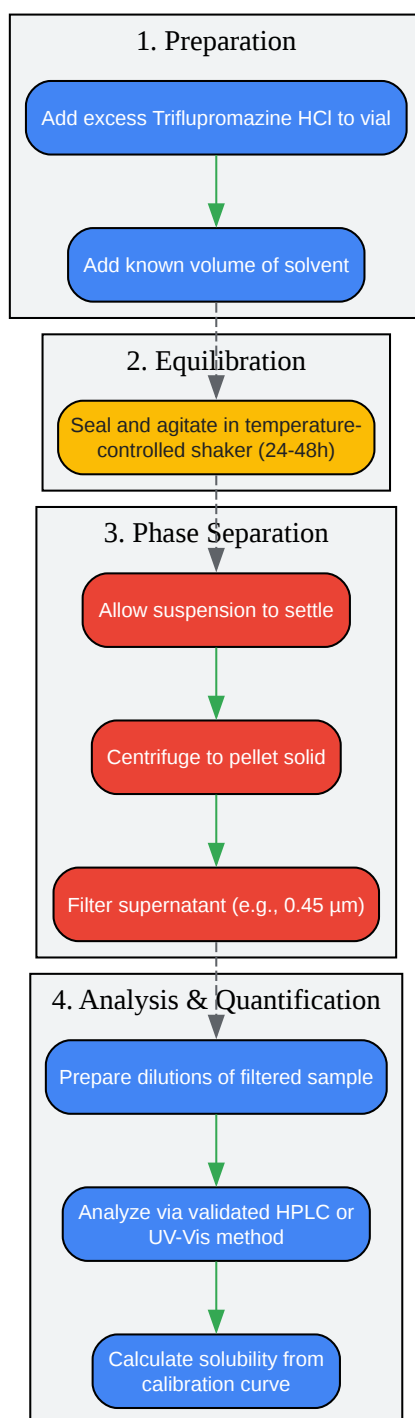 1. Preparation
Add excess Triflupromazine HCl to vial
Add known volume of solvent
2. Equilibration
Seal and agitate in temperature-
controlled shaker (24-48h)
3. Phase Separation
Allow suspension to settle
Centrifuge to pellet solid
Filter supernatant (e.g., 0.45 µm)
4. Analysis & Quantification
Prepare dilutions of filtered sample
Analyze via validated HPLC or
UV-Vis method
Calculate solubility from
calibration curve